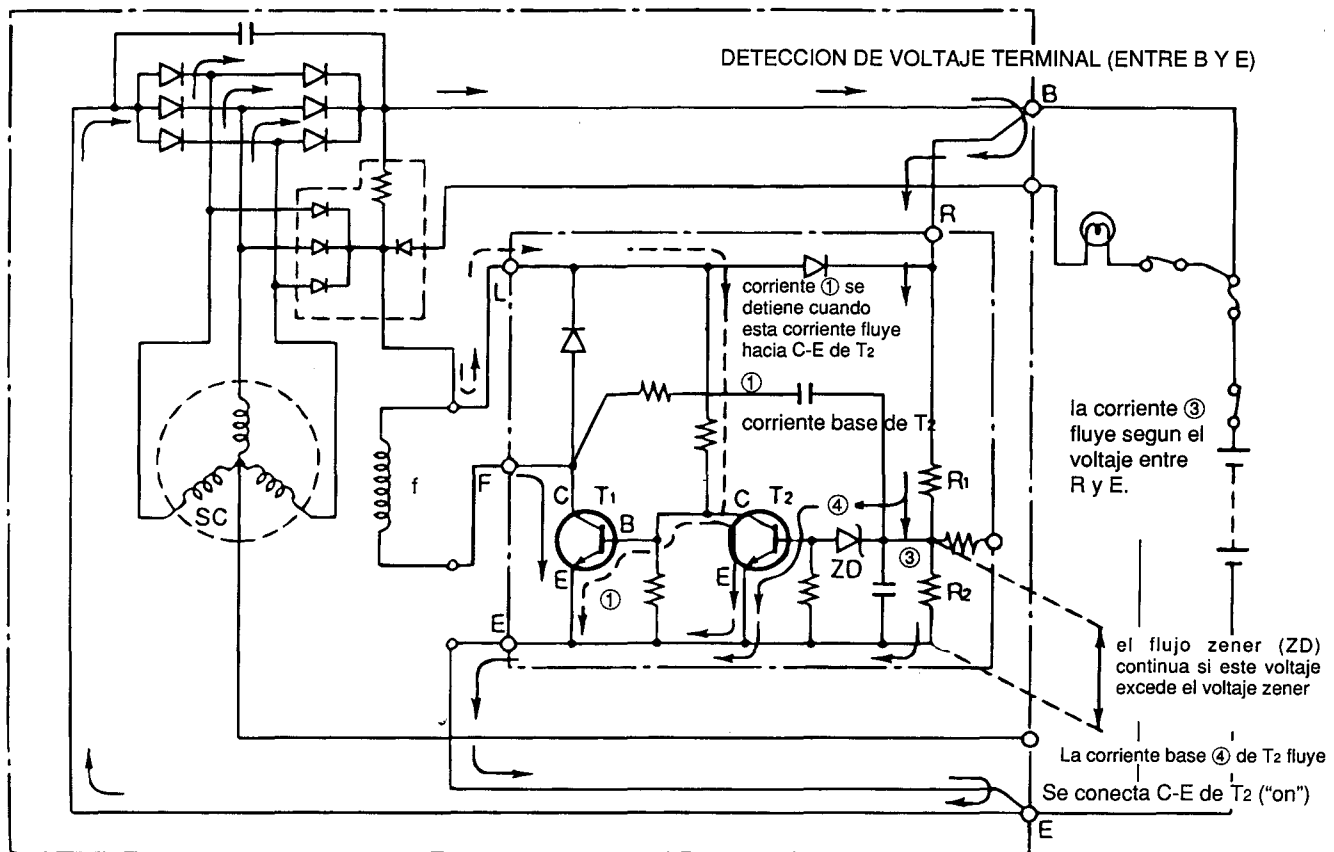 DETECCION DE VOLTAJE TERMINAL (ENTRE B Y E)
B
R
L
corriente ① se
detiene cuando
esta corriente fluye
hacia C-E de T2
①
corriente base de T2
la corriente ③
fluye segun el
voltaje entre
R y E.
f
SC
F
C T1
B
E
①
C T2
E
④
ZD
③
R1
R2
E
el flujo zener (ZD)
continua si este voltaje
excede el voltaje zener
La corriente base ④ de T2 fluye
Se conecta C-E de T2 ("on")
E